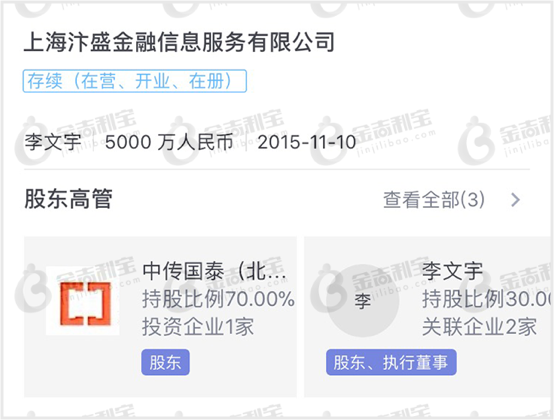 上海汴盛金融信息服务有限公司
存续（在营、开业、在册）
李文宇 5000 万人民币 2015-11-10
股东高管 查看全部(3) >
中传国泰（北... 李文宇
李
持股比例70.00% 持股比例30.00
投资企业1家 关联企业2家
股东 股东、执行董事
金斧利宝
jinjilibao.com